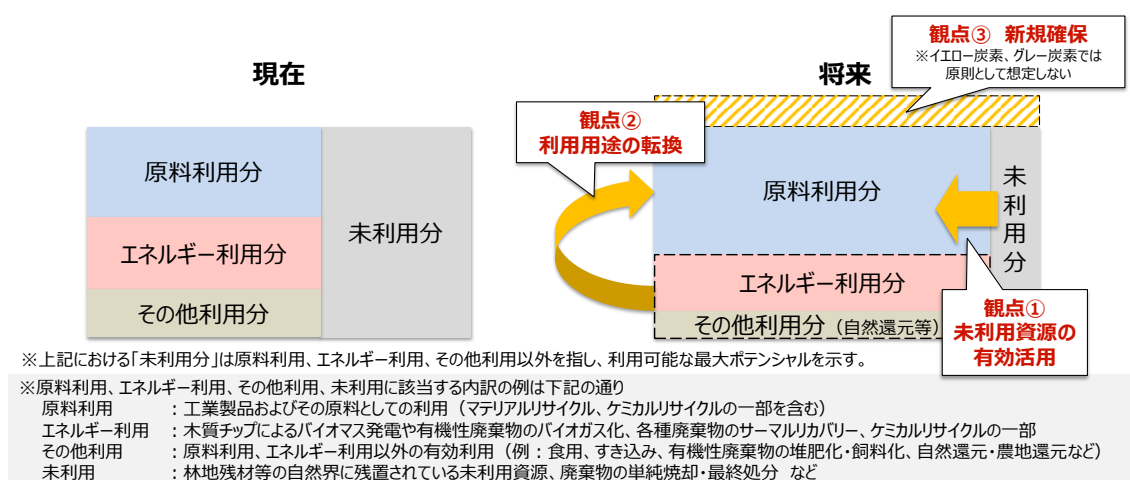 現在
原料利用分
エネルギー利用分
その他利用分
未利用分
将来
観点③ 新規確保
※イエロー炭素、グレー炭素では
原則として想定しない
観点②
利用用途の転換
原料利用分
未利用分
エネルギー利用分
その他利用分（自然還元等）
観点①
未利用資源の
有効活用
※上記における「未利用分」は原料利用、エネルギー利用、その他利用以外を指し、利用可能な最大ポテンシャルを示す。
※原料利用、エネルギー利用、その他利用、未利用に該当する内訳の例は下記の通り
原料利用 ：工業製品およびその原料としての利用（マテリアルリサイクル、ケミカルリサイクルの一部を含む）
エネルギー利用 ：木質チップによるバイオマス発電や有機性廃棄物のバイオガス化、各種廃棄物のサーマルリカバリー、ケミカルリサイクルの一部
その他利用 ：原料利用、エネルギー利用以外の有効利用（例：食用、すき込み、有機性廃棄物の堆肥化・飼料化、自然還元・農地還元など）
未利用 ：林地残材等の自然界に残置されている未利用資源、廃棄物の単純焼却・最終処分 など